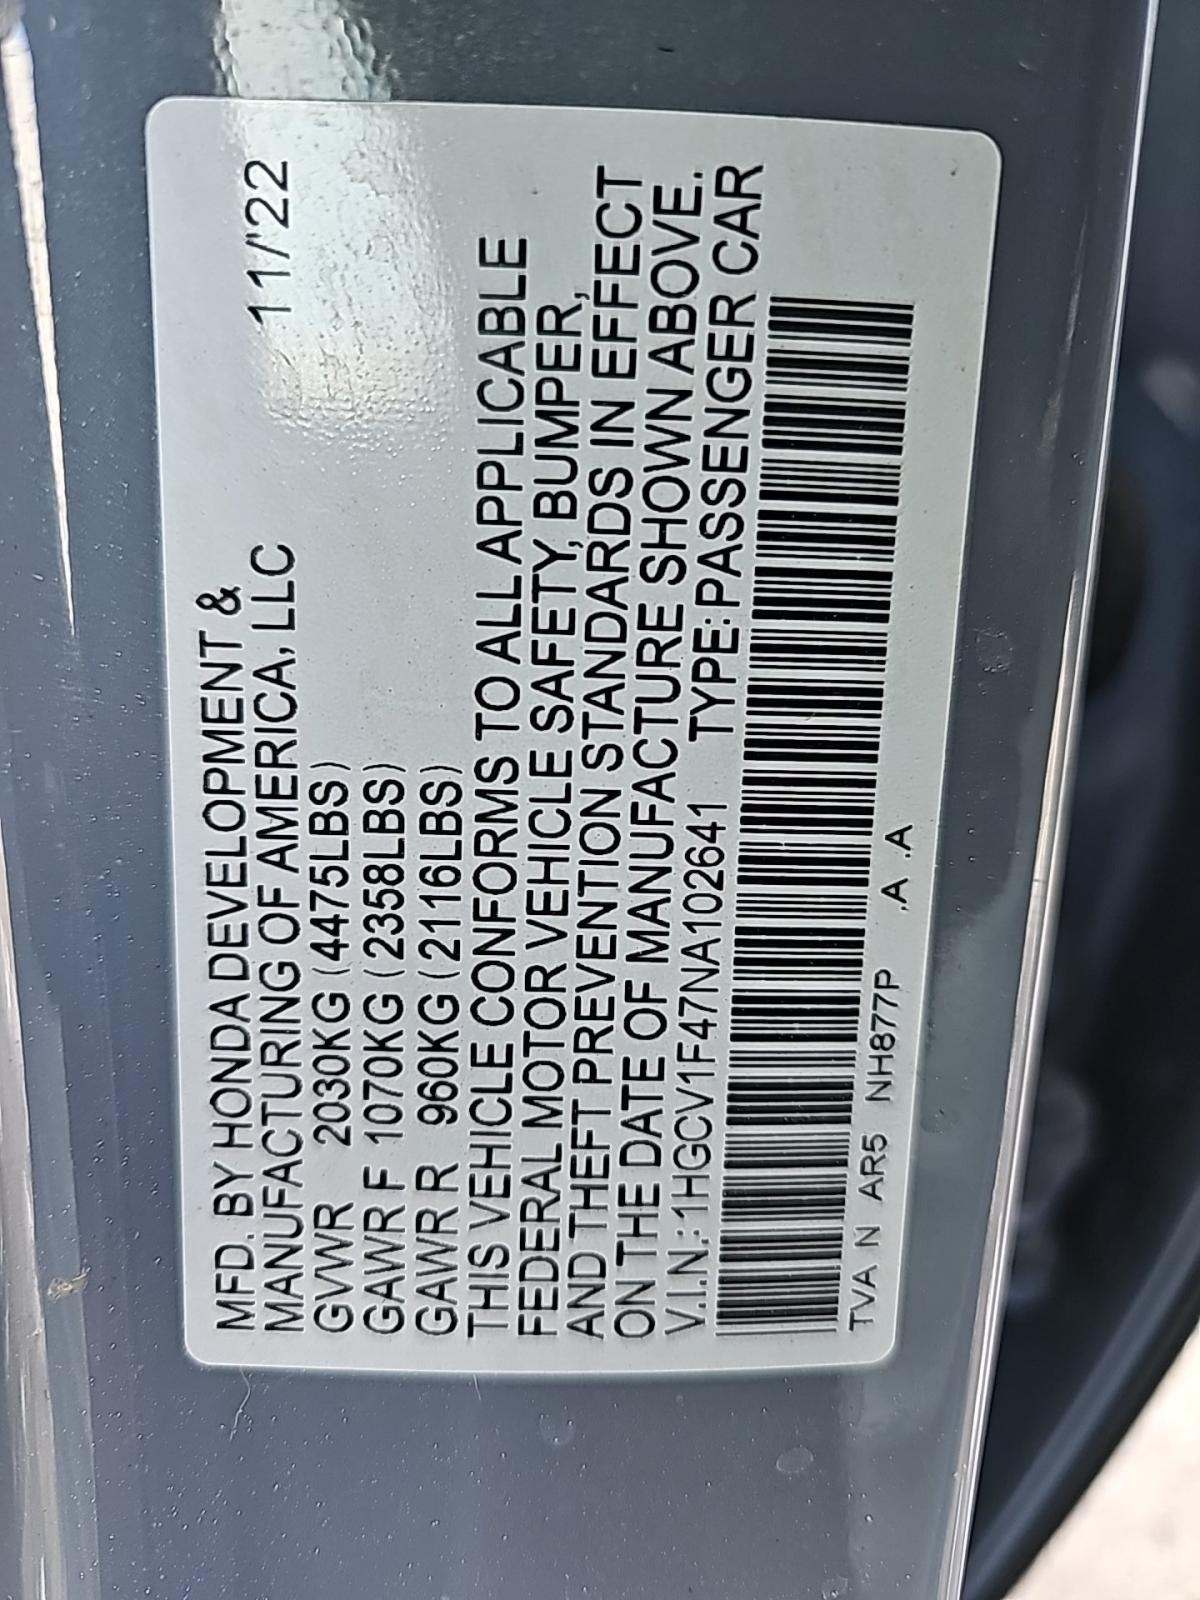 MFD. BY HONDA DEVELOPMENT & 11/'22
MANUFACTURING OF AMERICA, LLC
GVWR 2030KG (4475LBS)
GAWR F 1070KG (2358LBS)
GAWR R 960KG (2116LBS)
THIS VEHICLE CONFORMS TO ALL APPLICABLE
FEDERAL MOTOR VEHICLE SAFETY, BUMPER,
AND THEFT PREVENTION STANDARDS IN EFFECT
ON THE DATE OF MANUFACTURE SHOWN ABOVE.
V.I.N.: 1HGCV1F47NA102641 TYPE: PASSENGER CAR
TVA N AR5 NH877P ,A .A